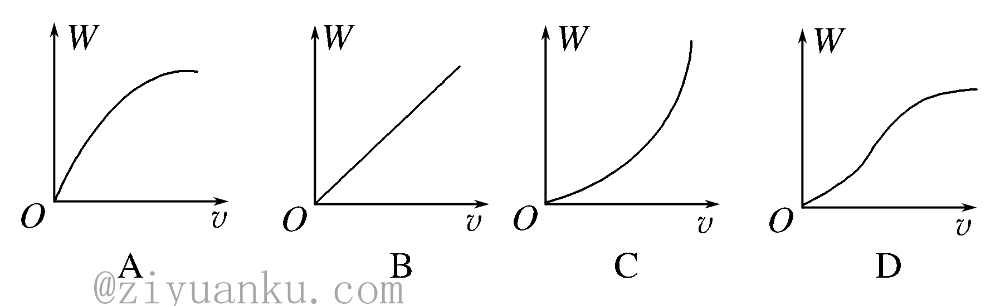 W W W W
O v O v O v O v
A B C D
@ziyuanku.com